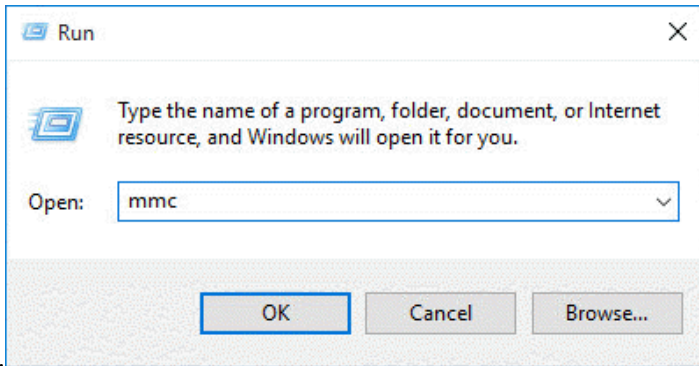 Run
Type the name of a program, folder, document, or Internet
resource, and Windows will open it for you.
Open: mmc
OK Cancel Browse...